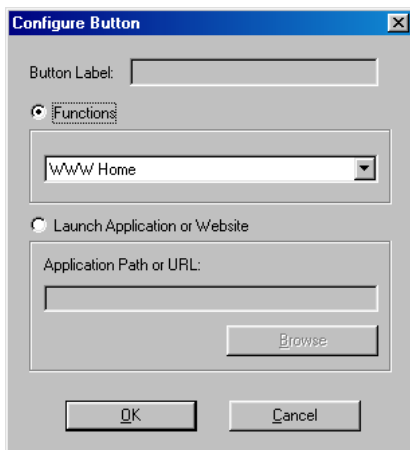 Configure Button
Button Label:
Functions
WWW Home
Launch Application or Website
Application Path or URL:
Browse
OK Cancel